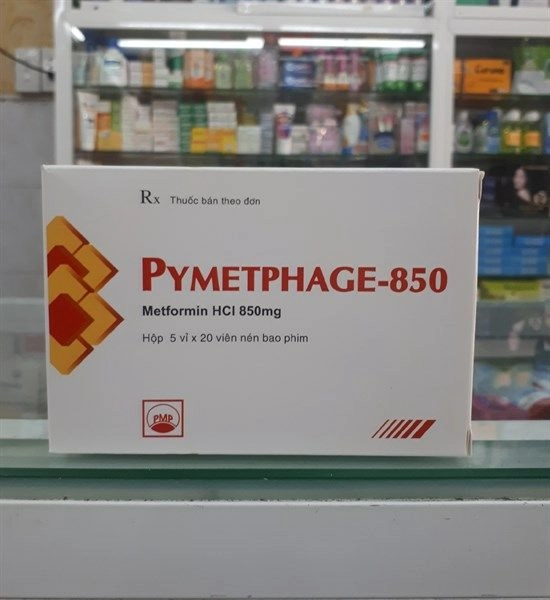 Rx Thuốc bán theo đơn
PYMETPHAGE-850
Metformin HCl 850mg
Hộp 5 vỉ x 20 viên nén bao phim
PMP